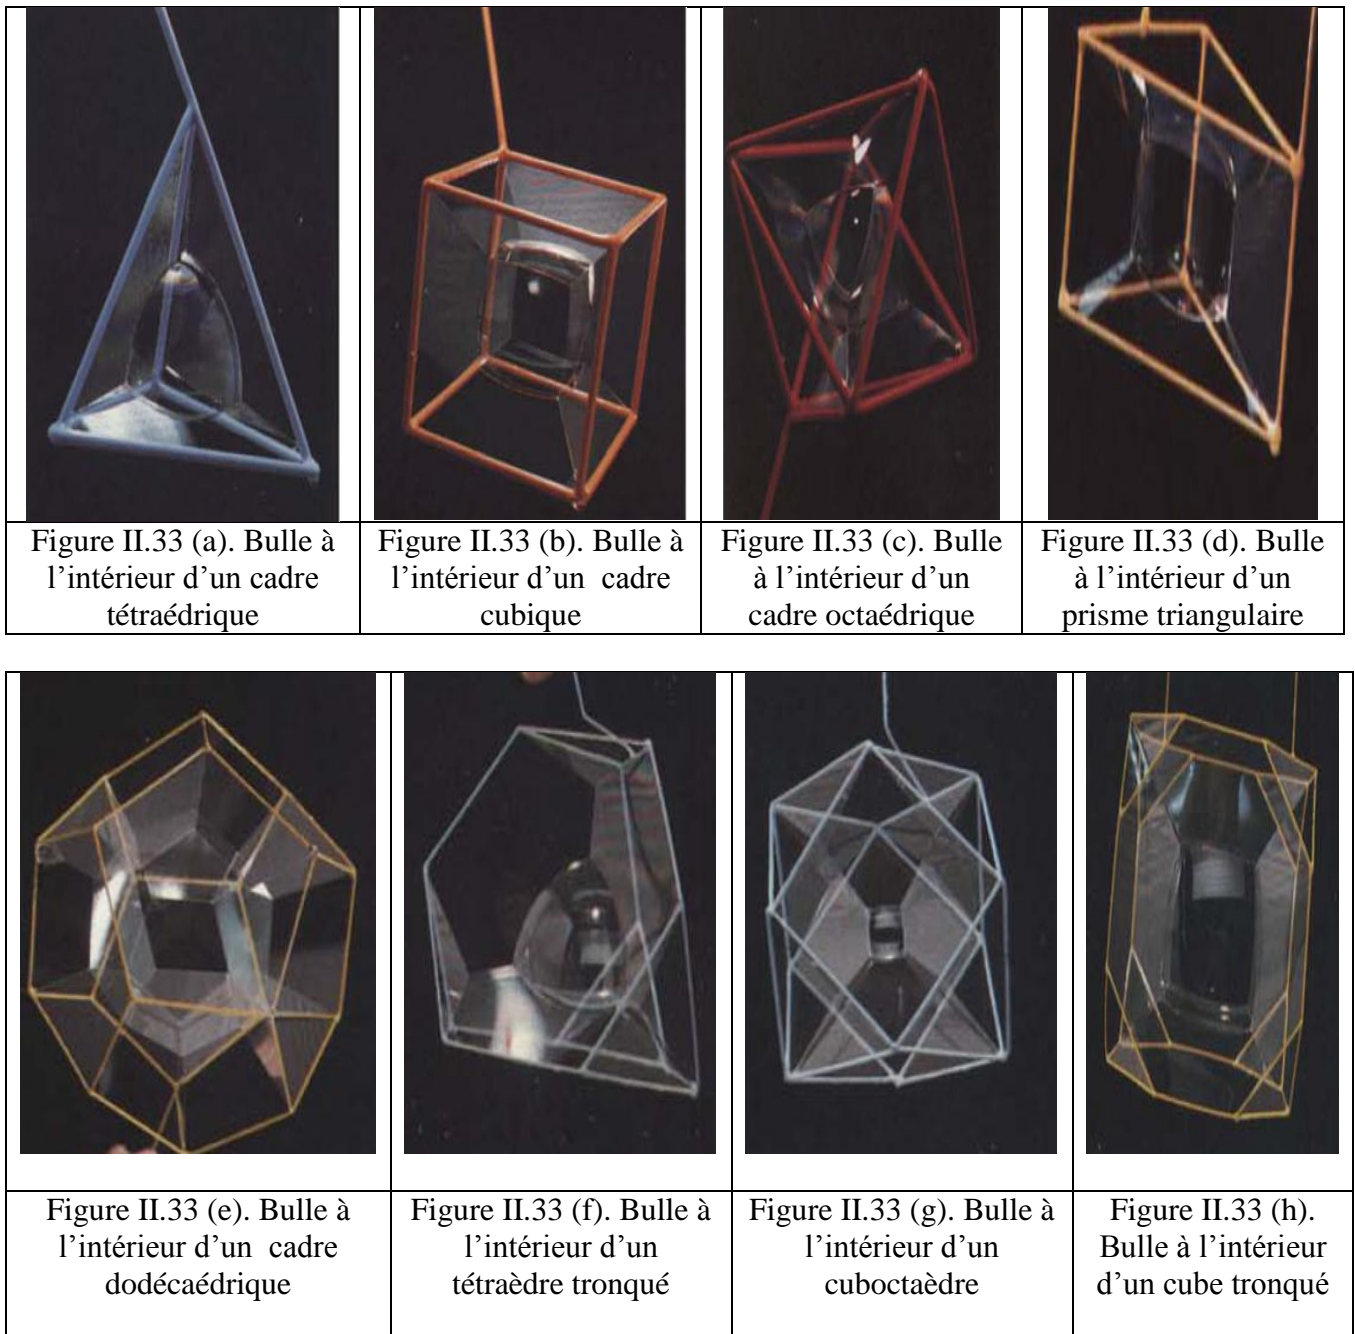 Figure II.33 (a). Bulle à
l’intérieur d’un cadre
tétraédrique
Figure II.33 (b). Bulle à
l’intérieur d’un cadre
cubique
Figure II.33 (c). Bulle
à l’intérieur d’un
cadre octaédrique
Figure II.33 (d). Bulle
à l’intérieur d’un
prisme triangulaire
Figure II.33 (e). Bulle à
l’intérieur d’un cadre
dodécaédrique
Figure II.33 (f). Bulle à
l’intérieur d’un
tétraèdre tronqué
Figure II.33 (g). Bulle à
l’intérieur d’un
cuboctaèdre
Figure II.33 (h).
Bulle à l’intérieur
d’un cube tronqué